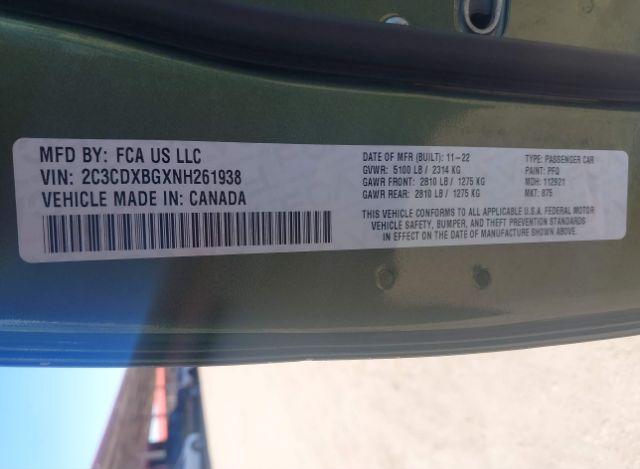 MFD BY: FCA US LLC
VIN: 2C3CDXBGXNH261938
VEHICLE MADE IN: CANADA
DATE OF MFR (BUILT): 11-22
GVWR: 5100 LB / 2314 KG
GAWR FRONT: 2810 LB / 1275 KG
GAWR REAR: 2810 LB / 1275 KG
TYPE: PASSENGER CAR
PAINT: PFQ
MDH: 112921
MKT: 875
THIS VEHICLE CONFORMS TO ALL APPLICABLE U.S.A. FEDERAL MOTOR
VEHICLE SAFETY, BUMPER, AND THEFT PREVENTION STANDARDS
IN EFFECT ON THE DATE OF MANUFACTURE SHOWN ABOVE.